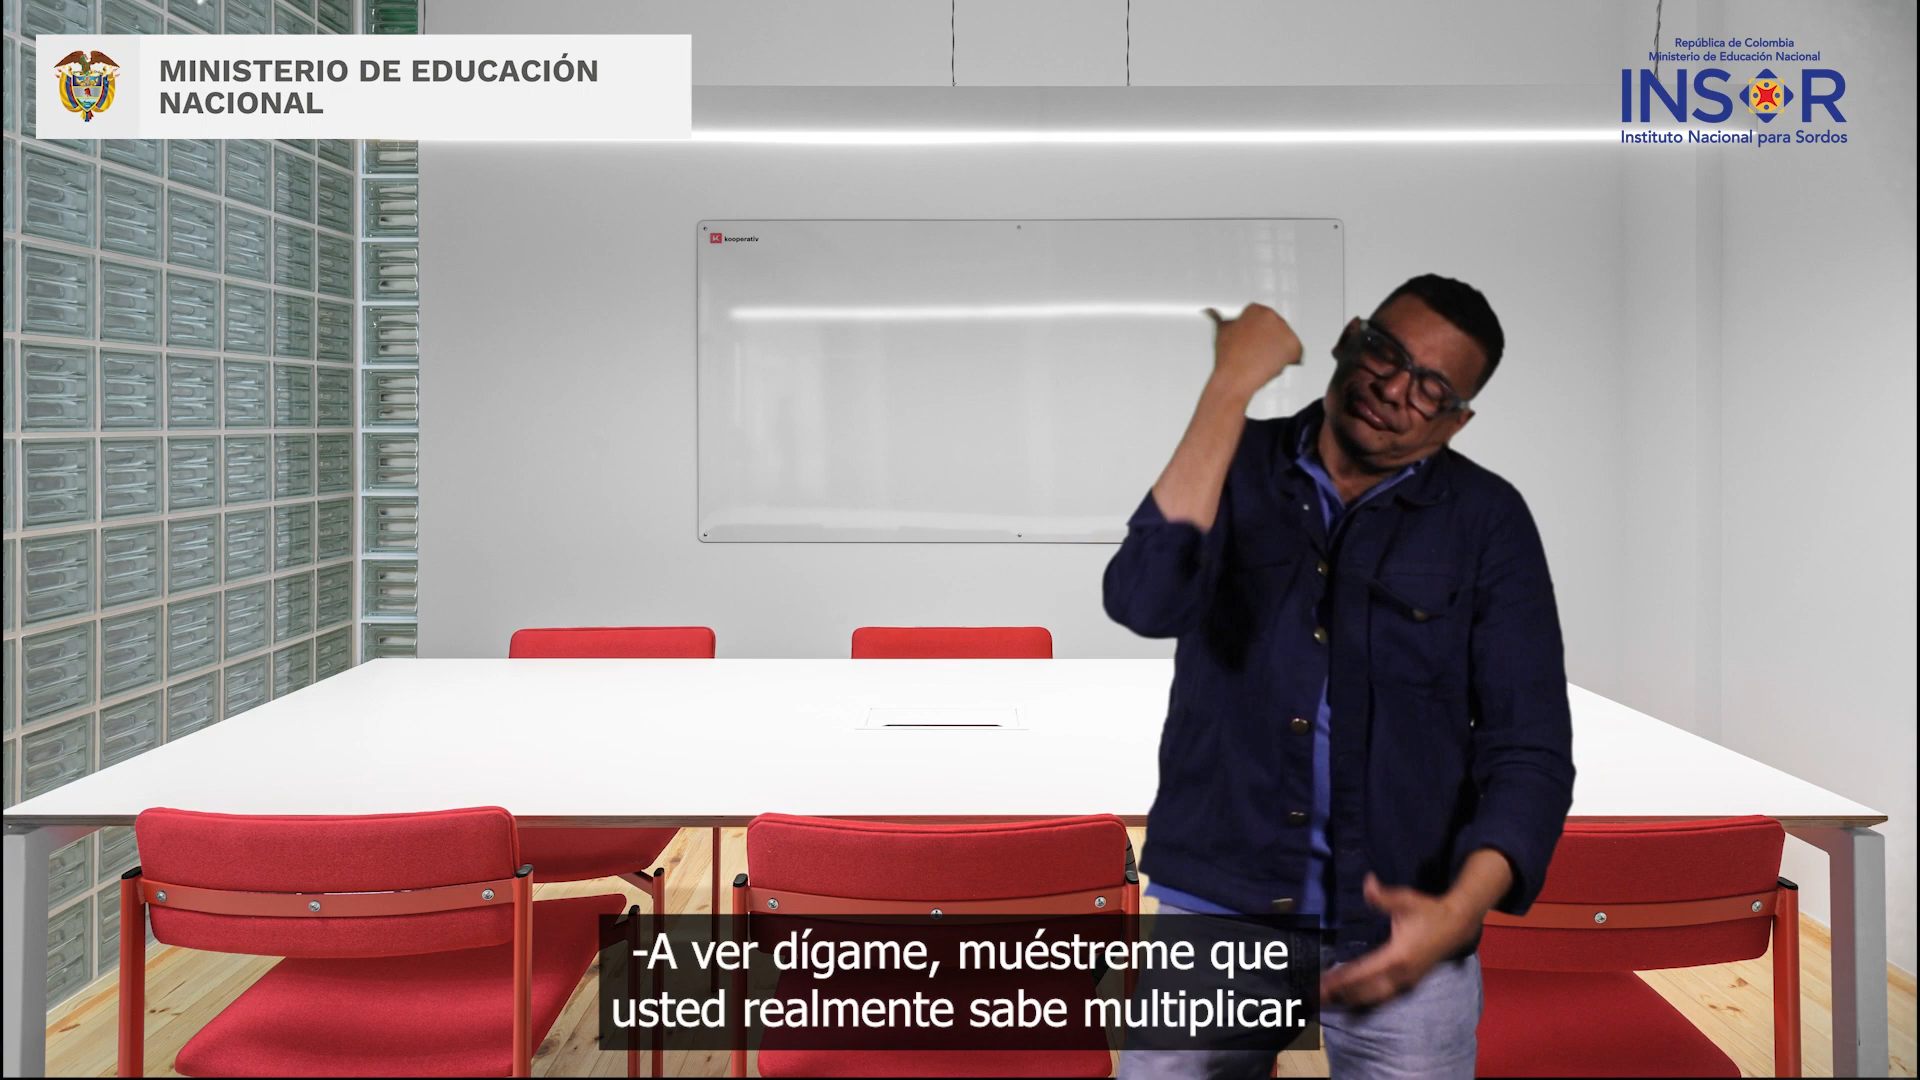 MINISTERIO DE EDUCACIÓN
NACIONAL
República de Colombia
Ministerio de Educación Nacional
INSOR
Instituto Nacional para Sordos
kooperativ
-A ver dígame, muéstreme que
usted realmente sabe multiplicar.